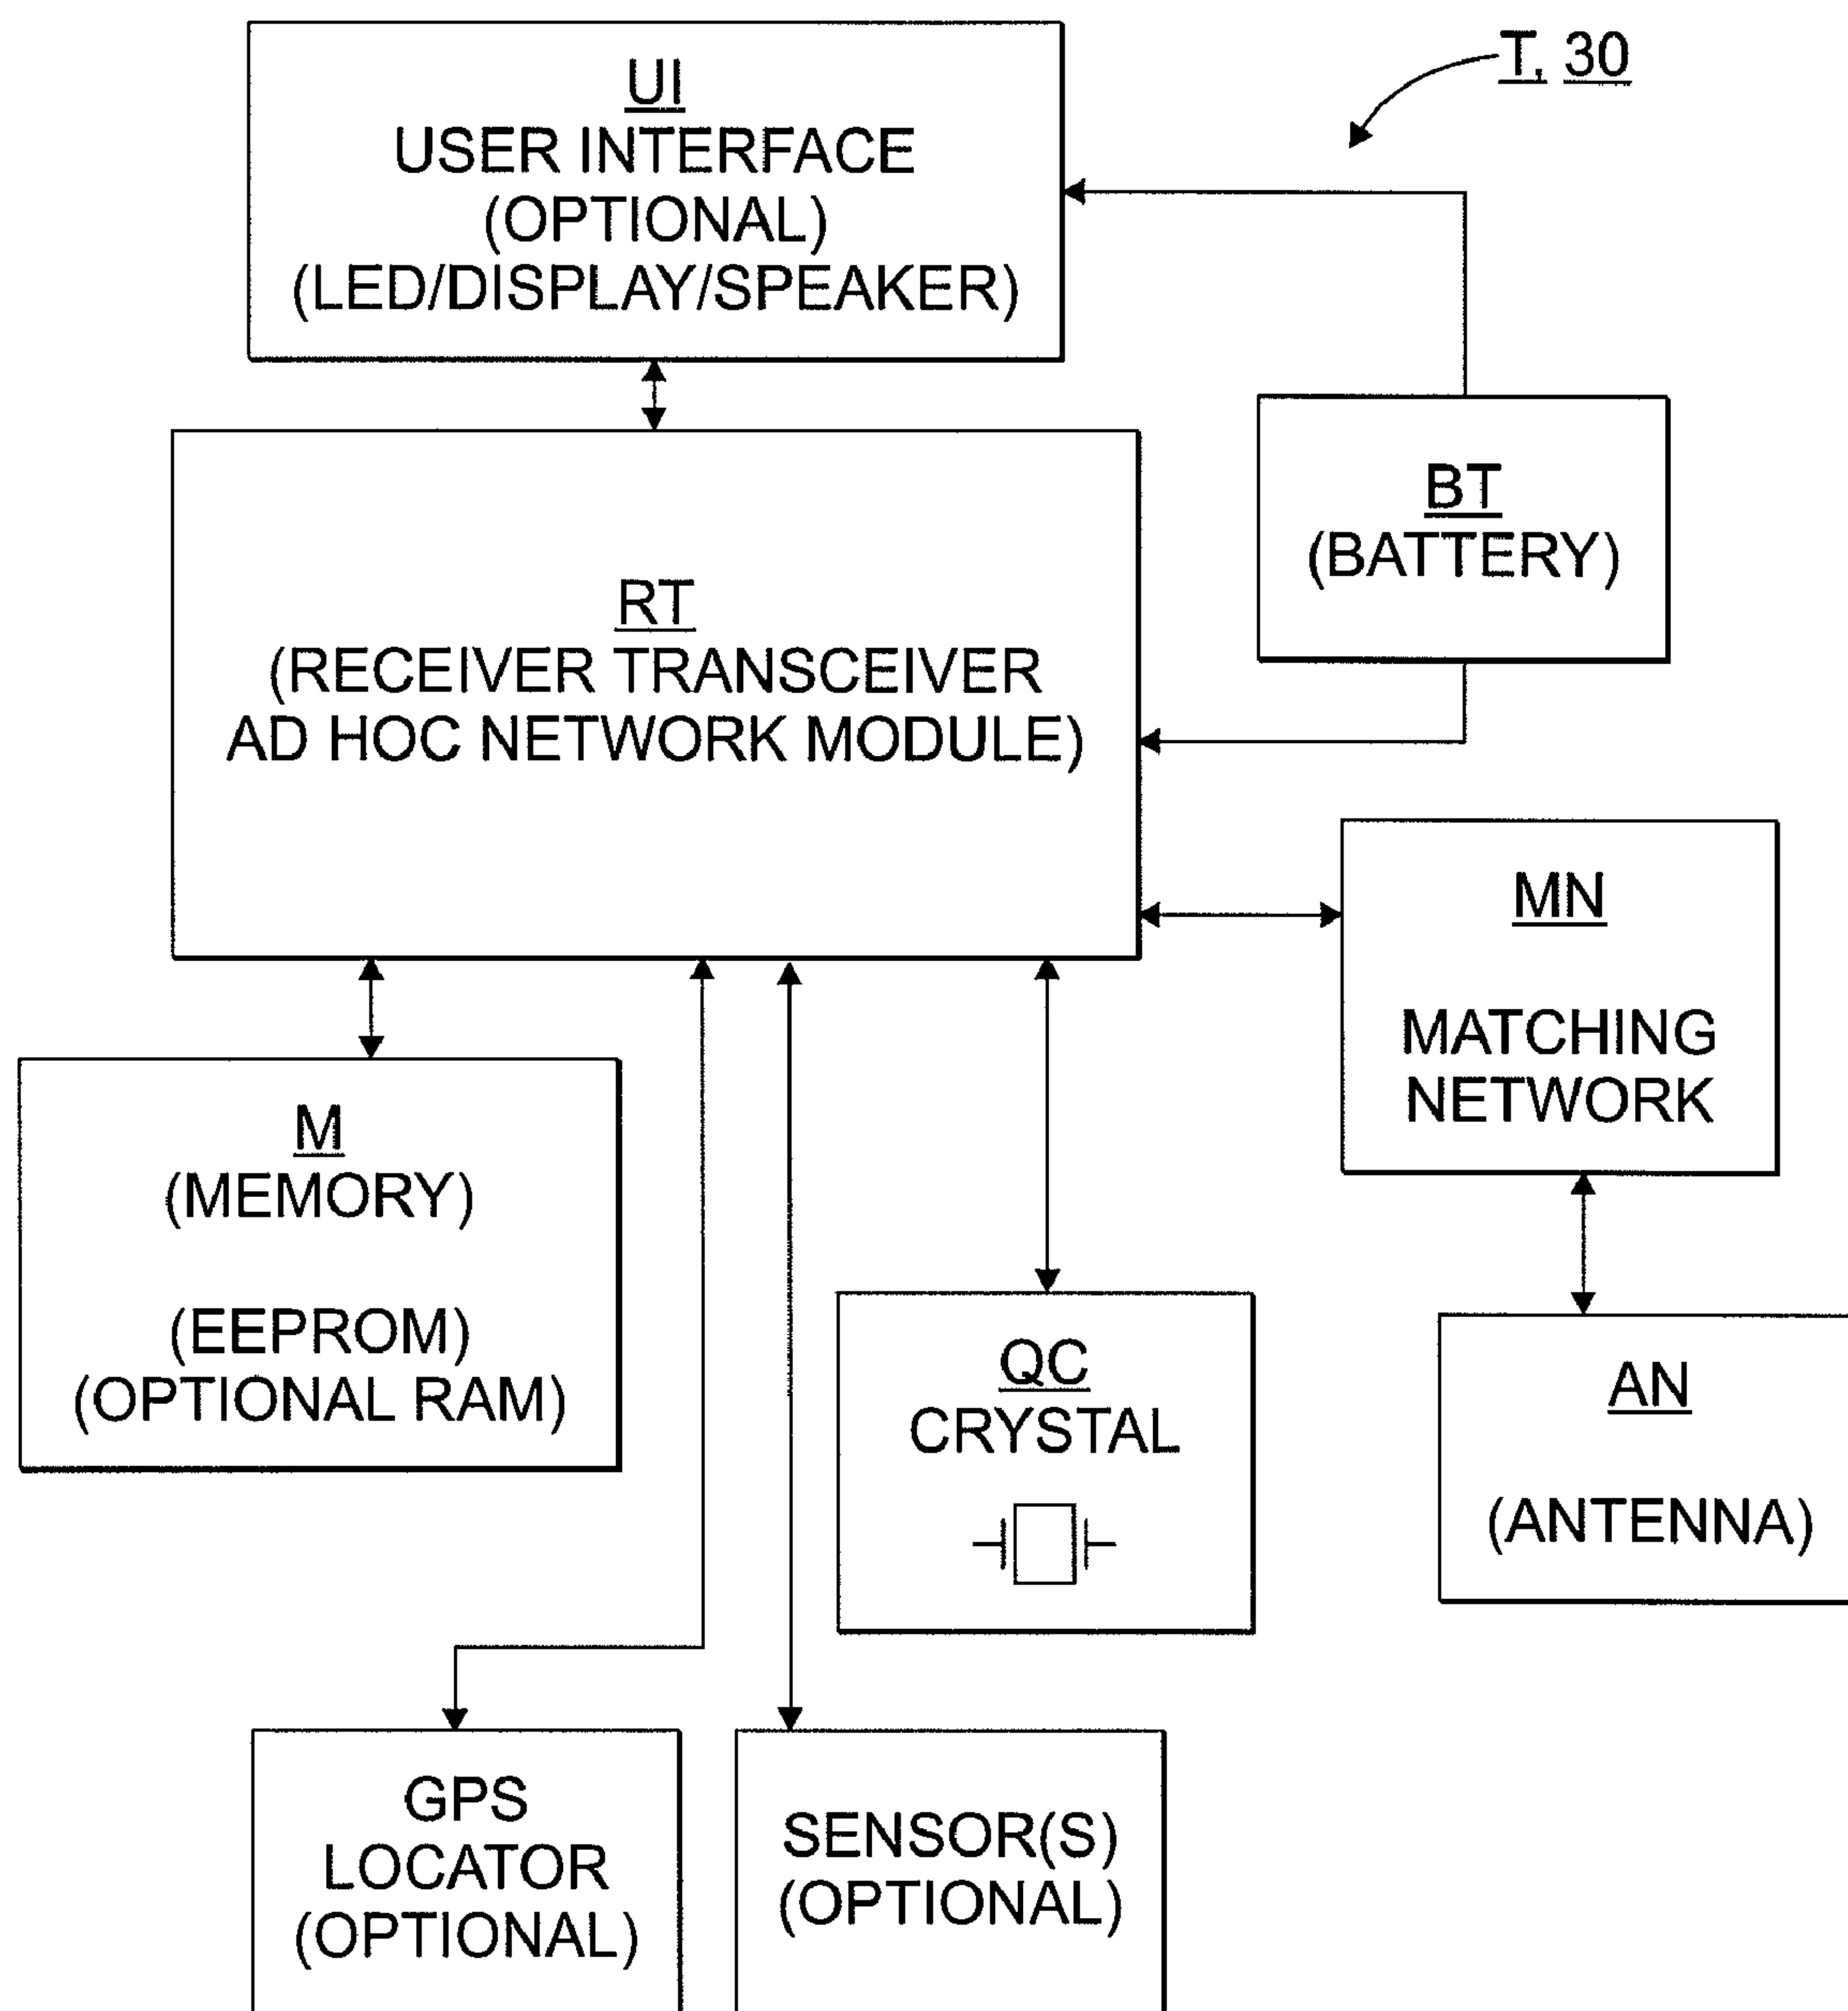 UI
USER INTERFACE
(OPTIONAL)
(LED/DISPLAY/SPEAKER)
T, 30
BT
(BATTERY)
RT
(RECEIVER TRANSCEIVER
AD HOC NETWORK MODULE)
MN
MATCHING
NETWORK
M
(MEMORY)
(EEPROM)
(OPTIONAL RAM)
QC
CRYSTAL
AN
(ANTENNA)
GPS
LOCATOR
(OPTIONAL)
SENSOR(S)
(OPTIONAL)